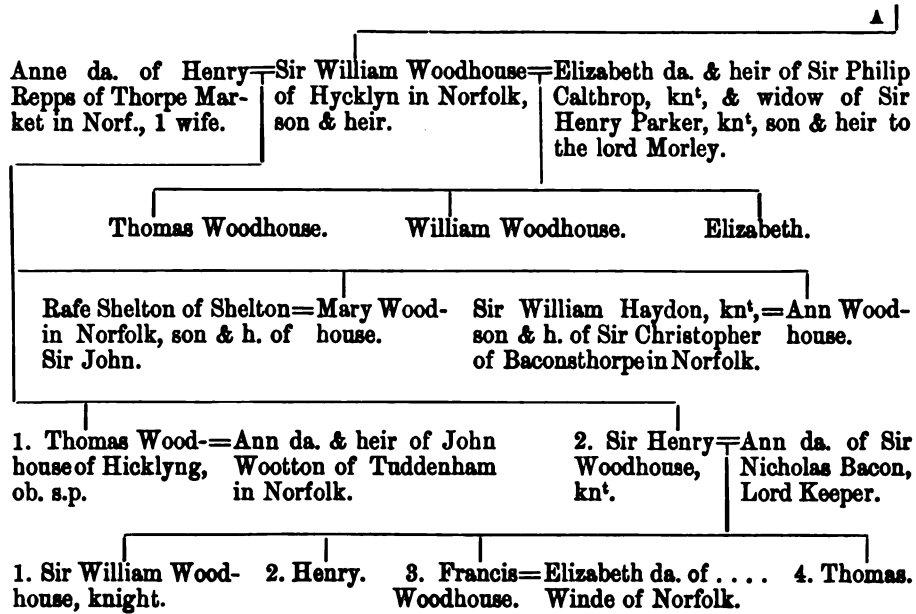 A
Anne da. of Henry=Sir William Woodhouse=Elizabeth da. & heir of Sir Philip
Repps of Thorpe Mar- of Hycklyn in Norfolk, Calthrop, knᵗ, & widow of Sir
ket in Norf., 1 wife. son & heir. Henry Parker, knᵗ, son & heir to
the lord Morley.
Thomas Woodhouse. William Woodhouse. Elizabeth.
Rafe Shelton of Shelton=Mary Wood- Sir William Haydon, knᵗ,=Ann Wood-
in Norfolk, son & h. of house. son & h. of Sir Christopher house.
Sir John. of Baconsthorpe in Norfolk.
1. Thomas Wood-=Ann da. & heir of John 2. Sir Henry=Ann da. of Sir
house of Hicklyng, Wootton of Tuddenham Woodhouse, Nicholas Bacon,
ob. s.p. in Norfolk. knᵗ. Lord Keeper.
1. Sir William Wood- 2. Henry. 3. Francis=Elizabeth da. of . . . . 4. Thomas.
house, knight. Woodhouse. Winde of Norfolk.